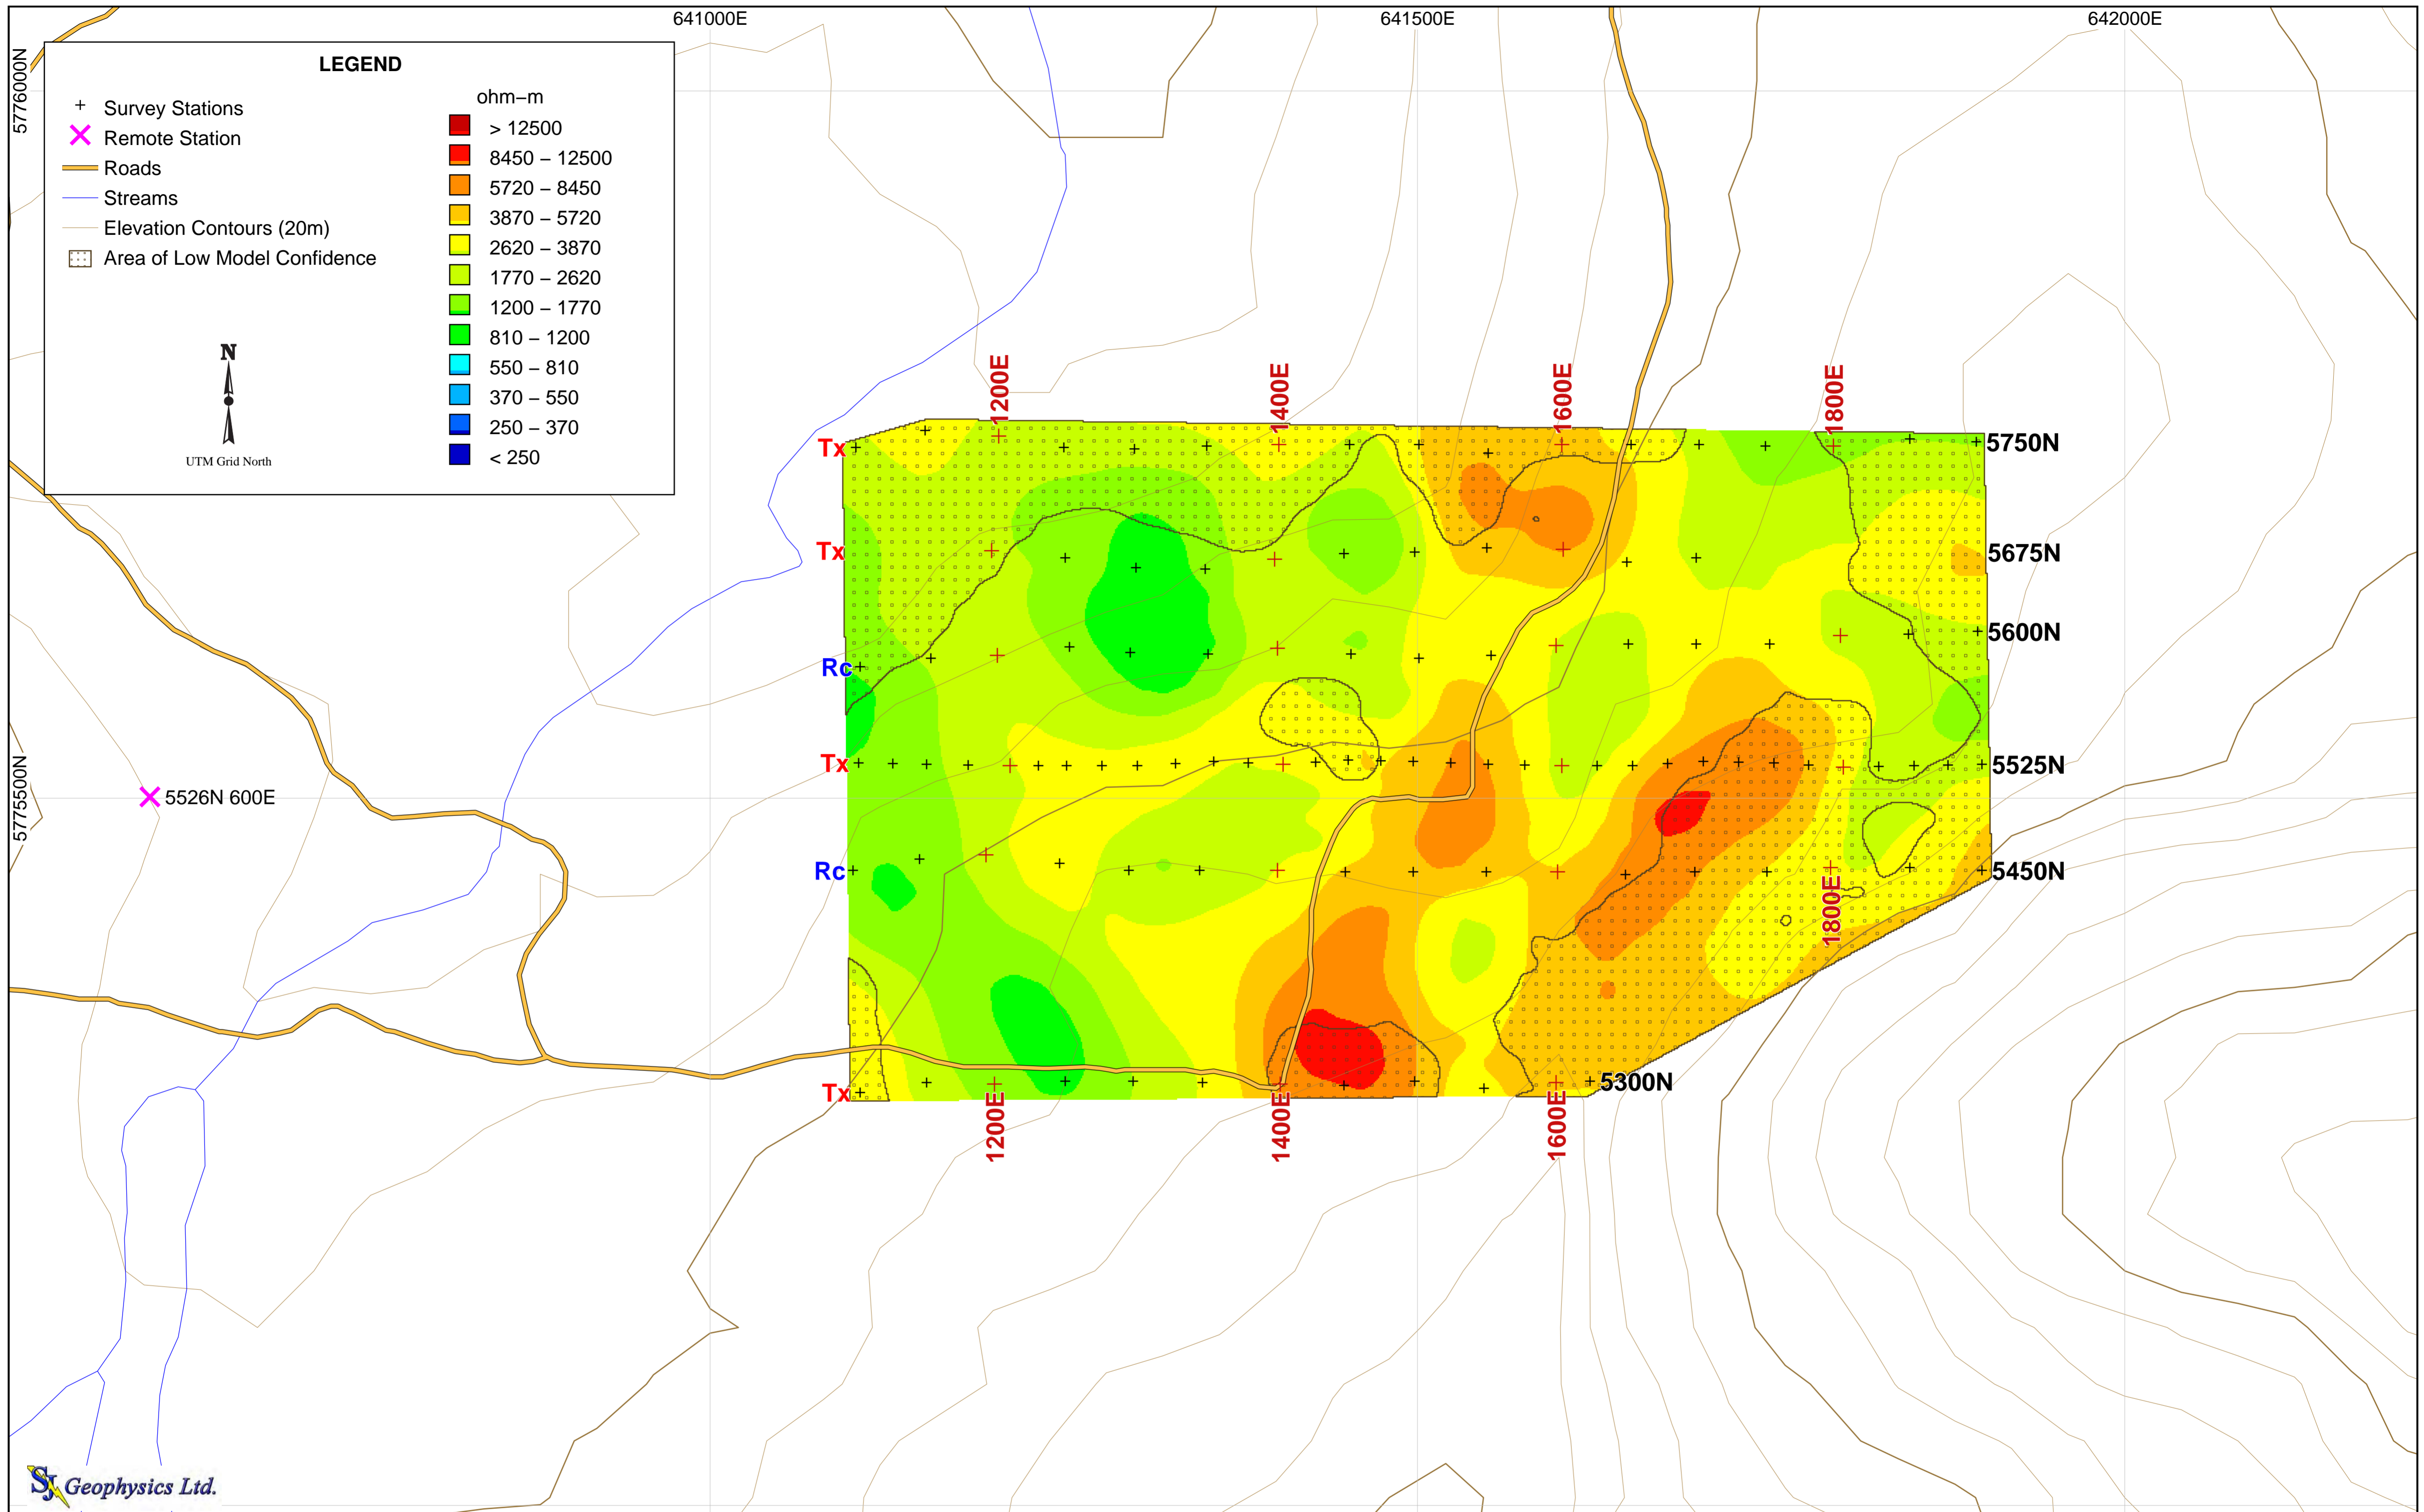 641000E
641500E
642000E
5776000N
5775500N
LEGEND
Survey Stations
Remote Station
Roads
Streams
Elevation Contours (20m)
Area of Low Model Confidence
N
UTM Grid North
ohm–m
> 12500
8450 – 12500
5720 – 8450
3870 – 5720
2620 – 3870
1770 – 2620
1200 – 1770
810 – 1200
550 – 810
370 – 550
250 – 370
< 250
1200E
1400E
1600E
1800E
Tx
5750N
Tx
5675N
Rc
5600N
Tx
5525N
5526N 600E
Rc
5450N
1800E
Tx
5300N
1200E
1400E
1600E
SJ Geophysics Ltd.